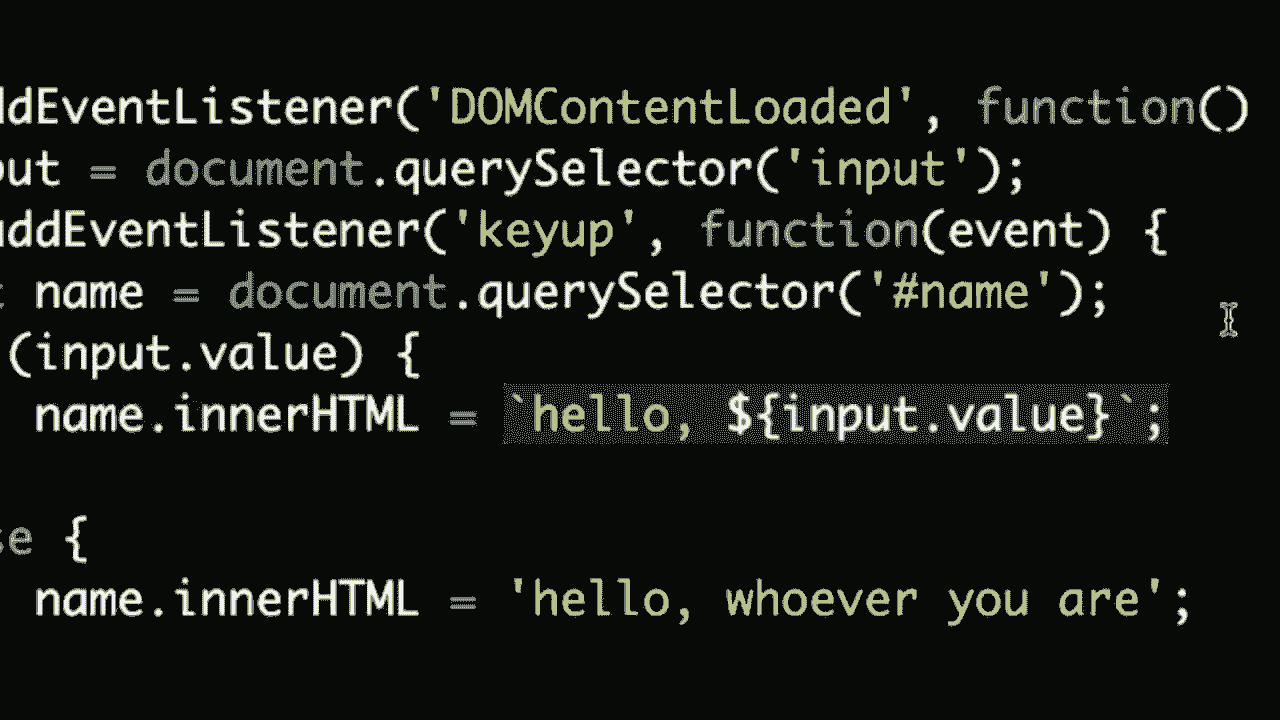 ddEventListener('DOMContentLoaded', function()
put = document.querySelector('input');
addEventListener('keyup', function(event) {
t name = document.querySelector('#name');
(input.value) {
name.innerHTML = `hello, ${input.value}`;
se {
name.innerHTML = 'hello, whoever you are';